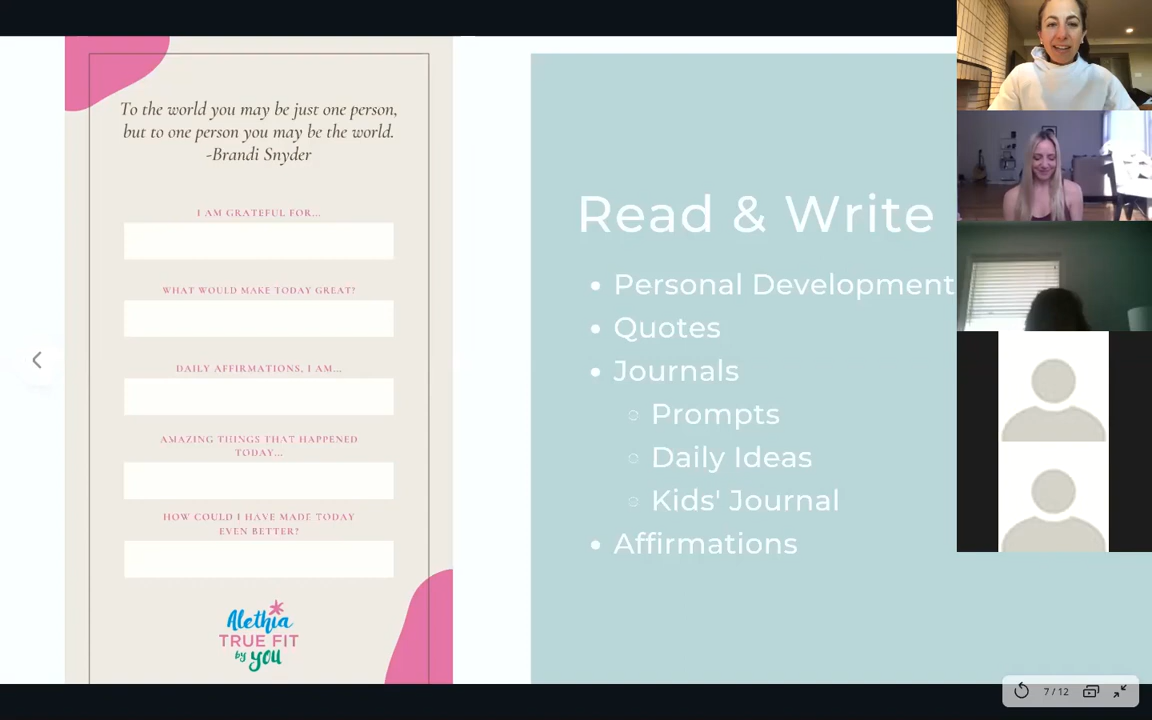 To the world you may be just one person,
but to one person you may be the world.
-Brandi Snyder
I AM GRATEFUL FOR...
WHAT WOULD MAKE TODAY GREAT?
DAILY AFFIRMATIONS, I AM...
AMAZING THINGS THAT HAPPENED
TODAY...
HOW COULD I HAVE MADE TODAY
EVEN BETTER?
Alethia
TRUE FIT
by you
Read & Write
Personal Development
Quotes
Journals
Prompts
Daily Ideas
Kids' Journal
Affirmations
7 / 12